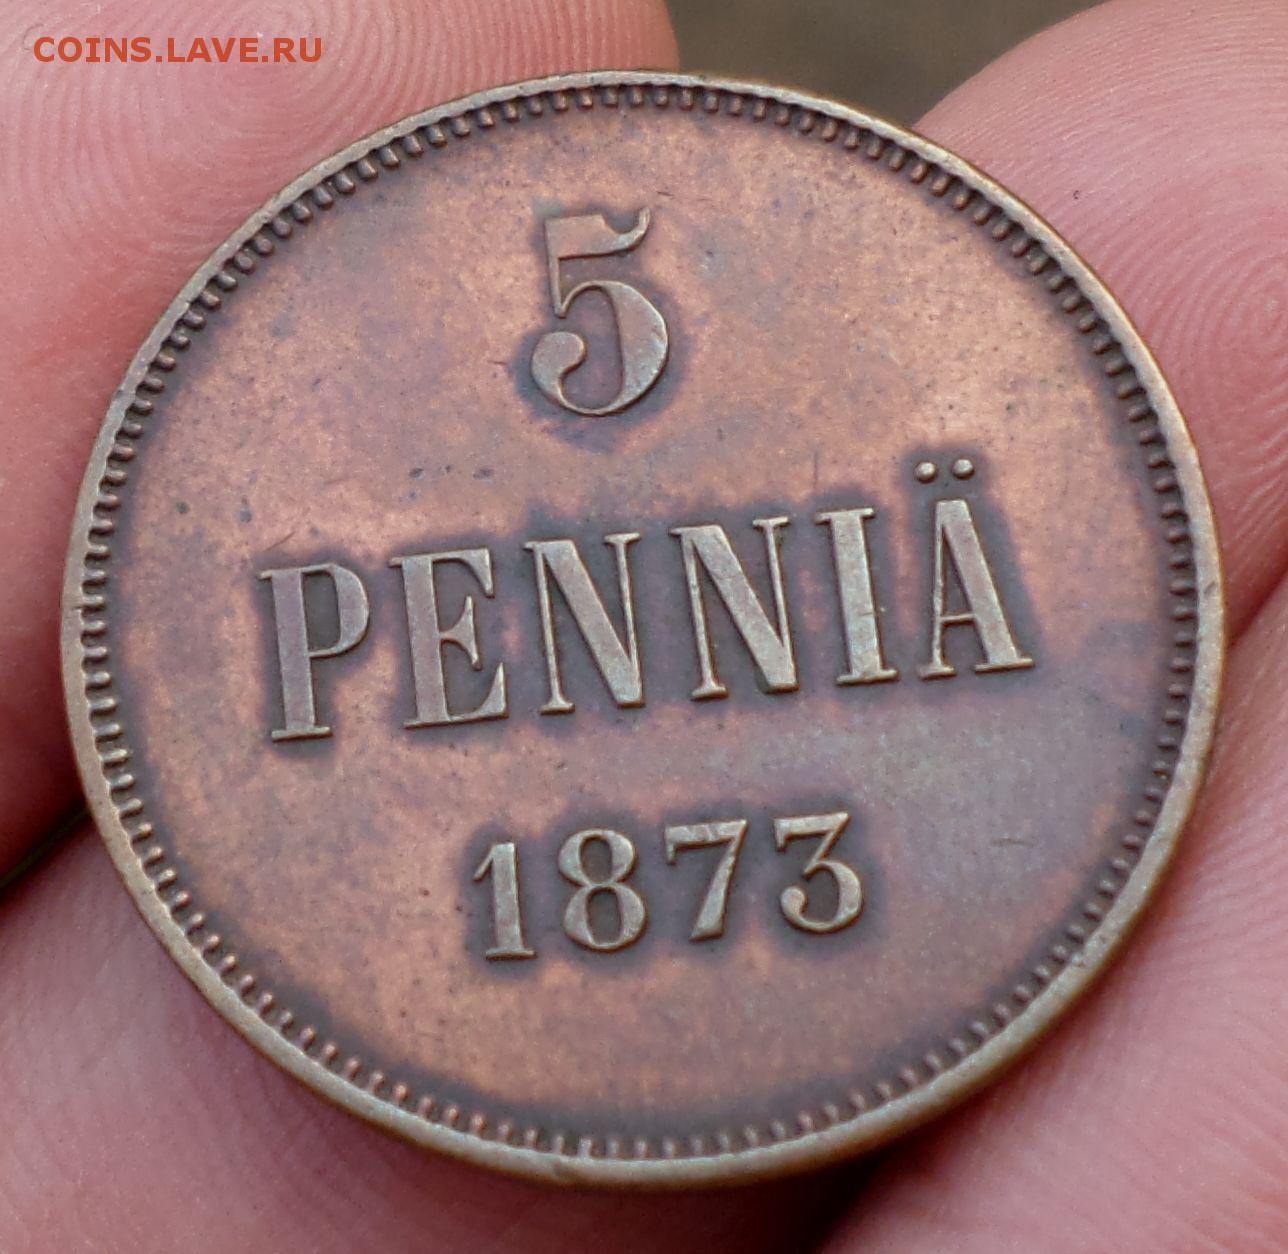 COINS.LAVE.RU
5
PENNIÄ
1873